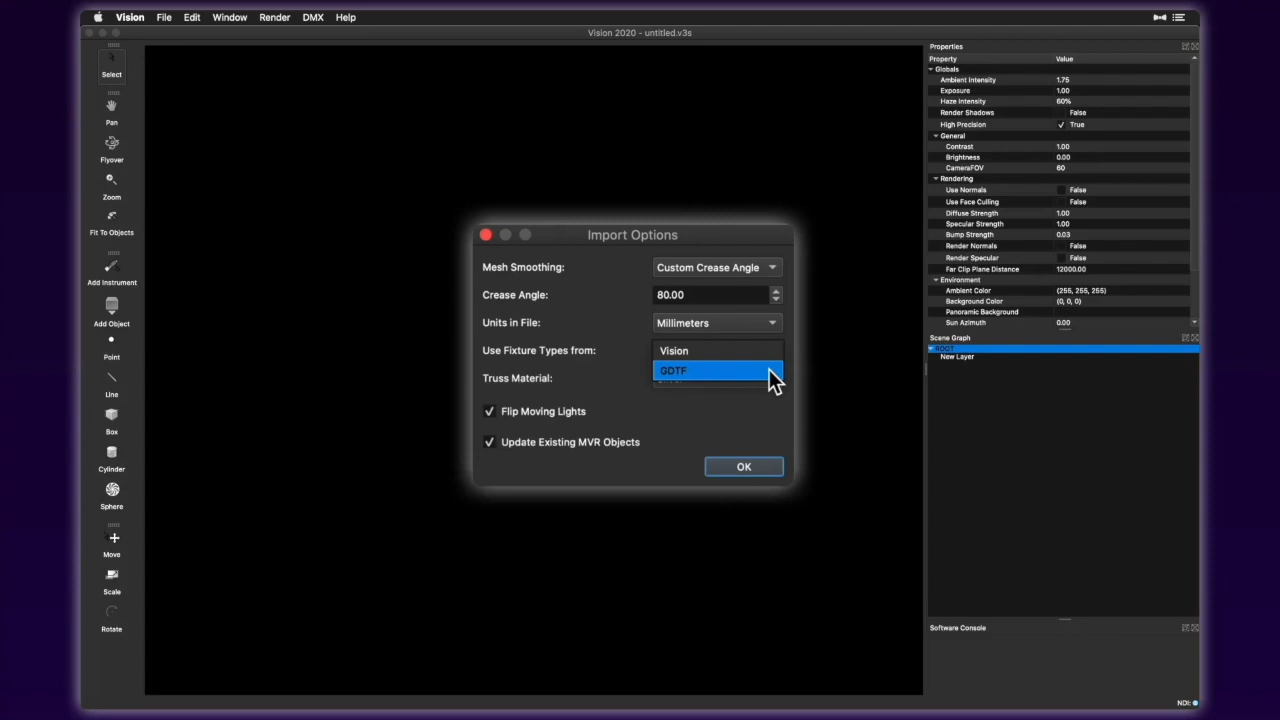 Vision File Edit Window Render DMX Help
Vision 2020 - untitled.v3s
Select
Pan
Flyover
Zoom
Fit To Objects
Add Instrument
Add Object
Point
Line
Box
Cylinder
Sphere
Move
Scale
Rotate
Import Options
Mesh Smoothing: Custom Crease Angle
Crease Angle: 80.00
Units in File: Millimeters
Use Fixture Types from: Vision
GDTF
Truss Material:
Flip Moving Lights
Update Existing MVR Objects
OK
Properties
Property Value
Globals
Ambient Intensity 1.75
Exposure 1.00
Haze Intensity 60%
Render Shadows False
High Precision True
General
Contrast 1.00
Brightness 0.00
CameraFOV 60
Rendering
Use Normals False
Use Face Culling False
Diffuse Strength 1.00
Specular Strength 1.00
Bump Strength 0.03
Render Normals False
Render Specular False
Far Clip Plane Distance 12000.00
Environment
Ambient Color (255, 255, 255)
Background Color (0, 0, 0)
Panoramic Background
Sun Azimuth 0.00
Scene Graph
ROOT
New Layer
Software Console
NDI: